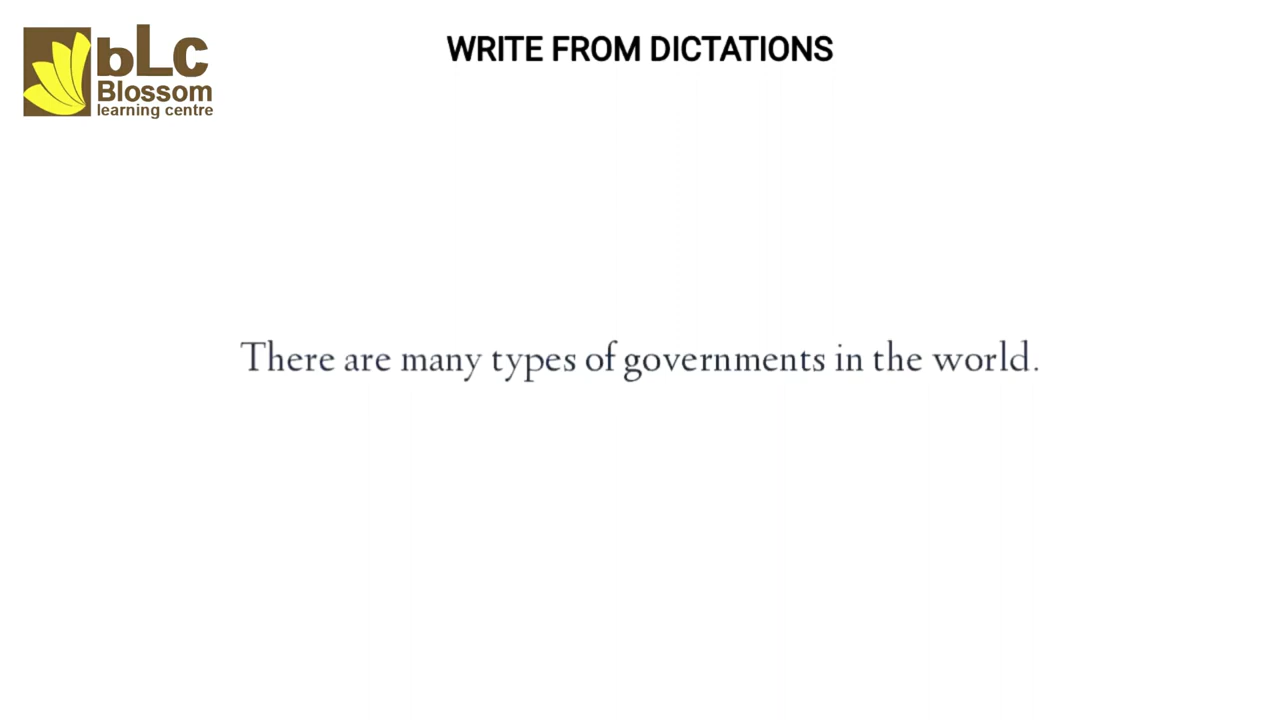 bLC
Blossom
learning centre
WRITE FROM DICTATIONS
There are many types of governments in the world.